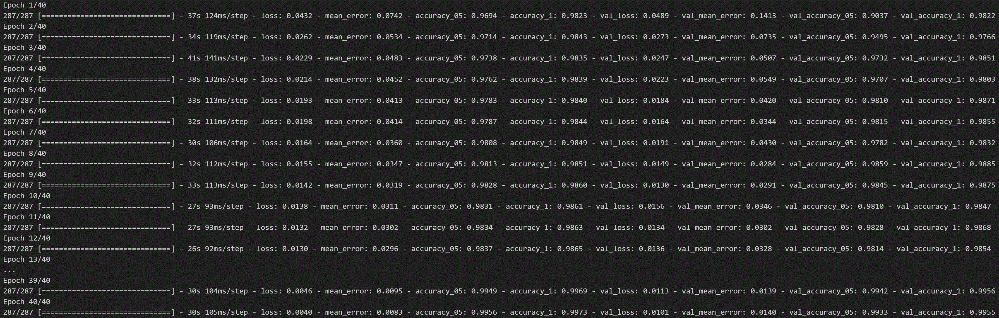 Epoch 1/40
287/287 [==============================] - 37s 124ms/step - loss: 0.0432 - mean_error: 0.0742 - accuracy_05: 0.9694 - accuracy_1: 0.9823 - val_loss: 0.0489 - val_mean_error: 0.1413 - val_accuracy_05: 0.9037 - val_accuracy_1: 0.9822
Epoch 2/40
287/287 [==============================] - 34s 119ms/step - loss: 0.0262 - mean_error: 0.0534 - accuracy_05: 0.9714 - accuracy_1: 0.9843 - val_loss: 0.0273 - val_mean_error: 0.0735 - val_accuracy_05: 0.9495 - val_accuracy_1: 0.9766
Epoch 3/40
287/287 [==============================] - 41s 141ms/step - loss: 0.0229 - mean_error: 0.0483 - accuracy_05: 0.9738 - accuracy_1: 0.9835 - val_loss: 0.0247 - val_mean_error: 0.0507 - val_accuracy_05: 0.9732 - val_accuracy_1: 0.9851
Epoch 4/40
287/287 [==============================] - 38s 132ms/step - loss: 0.0214 - mean_error: 0.0452 - accuracy_05: 0.9762 - accuracy_1: 0.9839 - val_loss: 0.0223 - val_mean_error: 0.0549 - val_accuracy_05: 0.9707 - val_accuracy_1: 0.9803
Epoch 5/40
287/287 [==============================] - 33s 113ms/step - loss: 0.0193 - mean_error: 0.0413 - accuracy_05: 0.9783 - accuracy_1: 0.9840 - val_loss: 0.0184 - val_mean_error: 0.0420 - val_accuracy_05: 0.9810 - val_accuracy_1: 0.9871
Epoch 6/40
287/287 [==============================] - 32s 111ms/step - loss: 0.0198 - mean_error: 0.0414 - accuracy_05: 0.9787 - accuracy_1: 0.9844 - val_loss: 0.0164 - val_mean_error: 0.0344 - val_accuracy_05: 0.9815 - val_accuracy_1: 0.9855
Epoch 7/40
287/287 [==============================] - 30s 106ms/step - loss: 0.0164 - mean_error: 0.0360 - accuracy_05: 0.9808 - accuracy_1: 0.9849 - val_loss: 0.0191 - val_mean_error: 0.0430 - val_accuracy_05: 0.9782 - val_accuracy_1: 0.9832
Epoch 8/40
287/287 [==============================] - 32s 112ms/step - loss: 0.0155 - mean_error: 0.0347 - accuracy_05: 0.9813 - accuracy_1: 0.9851 - val_loss: 0.0149 - val_mean_error: 0.0284 - val_accuracy_05: 0.9859 - val_accuracy_1: 0.9885
Epoch 9/40
287/287 [==============================] - 33s 113ms/step - loss: 0.0142 - mean_error: 0.0319 - accuracy_05: 0.9828 - accuracy_1: 0.9860 - val_loss: 0.0130 - val_mean_error: 0.0291 - val_accuracy_05: 0.9845 - val_accuracy_1: 0.9875
Epoch 10/40
287/287 [==============================] - 27s 93ms/step - loss: 0.0138 - mean_error: 0.0311 - accuracy_05: 0.9831 - accuracy_1: 0.9861 - val_loss: 0.0156 - val_mean_error: 0.0346 - val_accuracy_05: 0.9810 - val_accuracy_1: 0.9847
Epoch 11/40
287/287 [==============================] - 27s 93ms/step - loss: 0.0132 - mean_error: 0.0302 - accuracy_05: 0.9834 - accuracy_1: 0.9863 - val_loss: 0.0134 - val_mean_error: 0.0302 - val_accuracy_05: 0.9828 - val_accuracy_1: 0.9868
Epoch 12/40
287/287 [==============================] - 26s 92ms/step - loss: 0.0130 - mean_error: 0.0296 - accuracy_05: 0.9837 - accuracy_1: 0.9865 - val_loss: 0.0136 - val_mean_error: 0.0328 - val_accuracy_05: 0.9814 - val_accuracy_1: 0.9854
Epoch 13/40
...
Epoch 39/40
287/287 [==============================] - 30s 104ms/step - loss: 0.0046 - mean_error: 0.0095 - accuracy_05: 0.9949 - accuracy_1: 0.9969 - val_loss: 0.0113 - val_mean_error: 0.0139 - val_accuracy_05: 0.9942 - val_accuracy_1: 0.9956
Epoch 40/40
287/287 [==============================] - 30s 105ms/step - loss: 0.0040 - mean_error: 0.0083 - accuracy_05: 0.9956 - accuracy_1: 0.9973 - val_loss: 0.0101 - val_mean_error: 0.0140 - val_accuracy_05: 0.9933 - val_accuracy_1: 0.9955